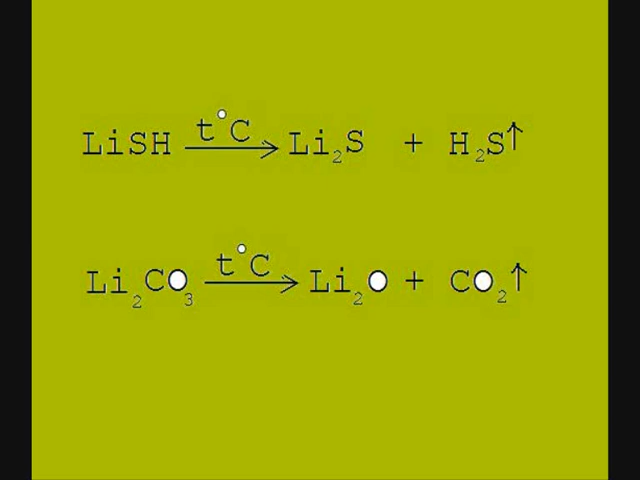 LiSH t°C → Li₂S + H₂S↑
Li₂CO₃ t°C → Li₂O + CO₂↑